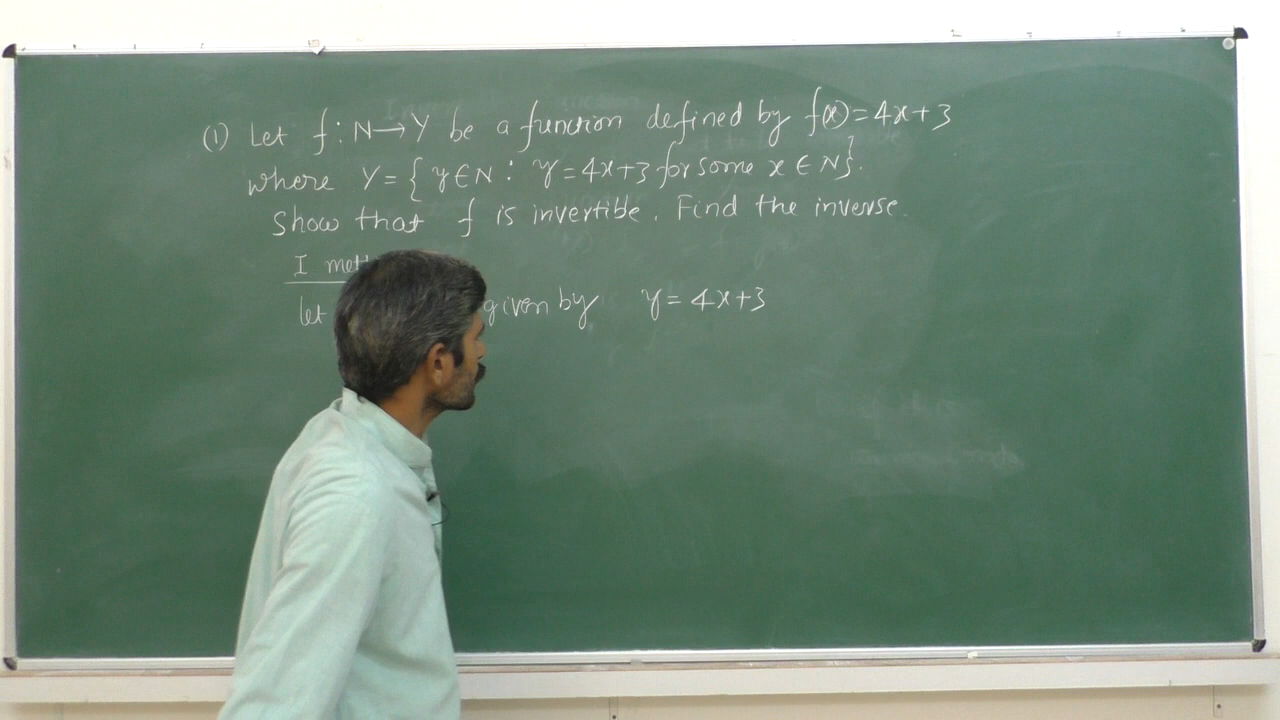 (1) Let f : N→Y be a function defined by f(x) = 4x+3
where Y = { y∈N : y = 4x+3 for some x ∈ N}.
Show that f is invertible. Find the inverse.
I
let given by y = 4x+3